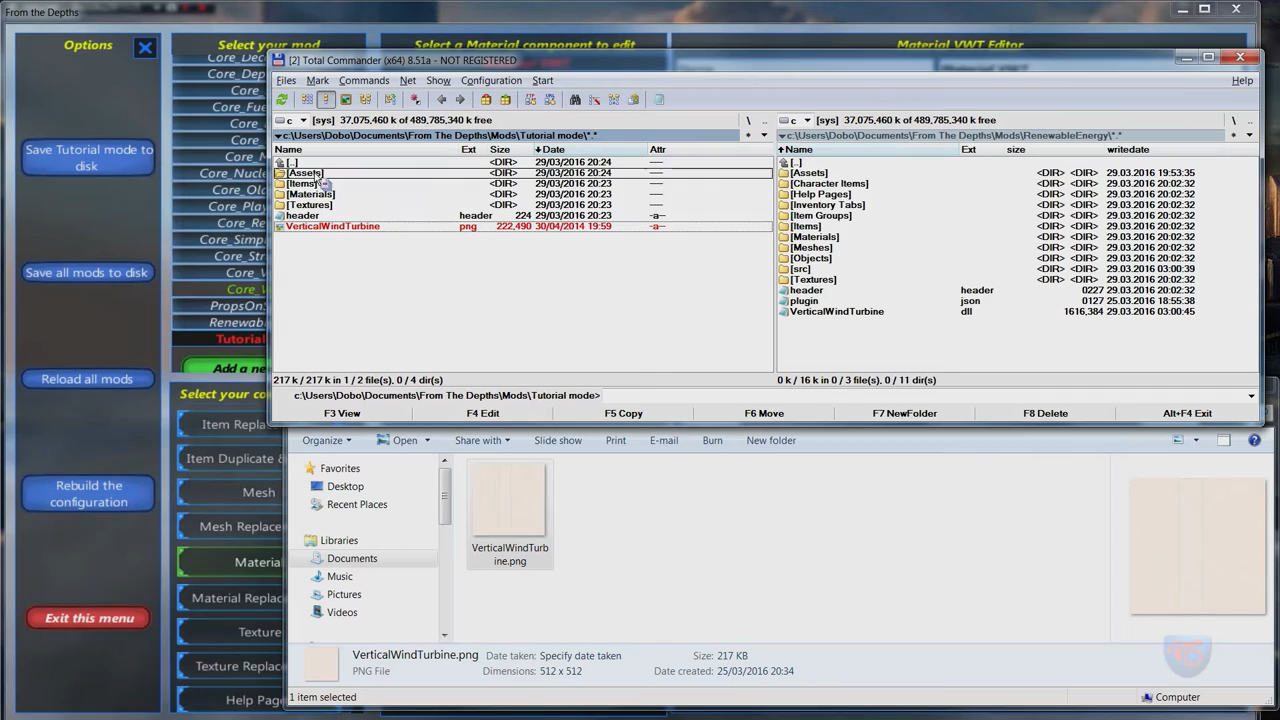 From the Depths
Options
Select your mod
Select a Material component to edit
Material VWT Editor
[2] Total Commander (x64) 8.51a - NOT REGISTERED
Files Mark Commands Net Show Configuration Start Help
c [sys] 37,075,460 k of 489,785,340 k free \ ..
c [sys] 37,075,460 k of 489,785,340 k free \ ..
c:\Users\Dobo\Documents\From The Depths\Mods\Tutorial mode\*.*
c:\Users\Dobo\Documents\From The Depths\Mods\RenewableEnergy\*.*
Name Ext Size Date Attr
[..] <DIR> 29/03/2016 20:24 ----
[Assets] <DIR> 29/03/2016 20:24 ----
[Items] <DIR> 29/03/2016 20:23 ----
[Materials] <DIR> 29/03/2016 20:23 ----
[Textures] <DIR> 29/03/2016 20:23 ----
header header 224 29/03/2016 20:23 -a--
VerticalWindTurbine png 222,490 30/04/2014 19:59 -a--
217 k / 217 k in 1 / 2 file(s), 0 / 4 dir(s)
Name Ext size writedate
[..]
[Assets] <DIR> <DIR> 29.03.2016 19:53:35
[Character Items] <DIR> <DIR> 29.03.2016 20:02:32
[Help Pages] <DIR> <DIR> 29.03.2016 20:02:32
[Inventory Tabs] <DIR> <DIR> 29.03.2016 20:02:32
[Item Groups] <DIR> <DIR> 29.03.2016 20:02:32
[Items] <DIR> <DIR> 29.03.2016 20:02:32
[Materials] <DIR> <DIR> 29.03.2016 20:02:32
[Meshes] <DIR> <DIR> 29.03.2016 20:02:32
[Objects] <DIR> <DIR> 29.03.2016 20:02:32
[src] <DIR> <DIR> 29.03.2016 03:00:39
[Textures] <DIR> <DIR> 29.03.2016 20:02:32
header header 0227 29.03.2016 20:02:32
plugin json 0127 25.03.2016 18:55:38
VerticalWindTurbine dll 1616,384 29.03.2016 03:00:45
0 k / 16 k in 0 / 3 file(s), 0 / 11 dir(s)
c:\Users\Dobo\Documents\From The Depths\Mods\Tutorial mode>
F3 View F4 Edit F5 Copy F6 Move F7 NewFolder F8 Delete Alt+F4 Exit
Save Tutorial mode to
disk
Save all mods to disk
Reload all mods
Rebuild the
configuration
Exit this menu
Core_Dep
Core_Fue
Core_
Core_M
Core_Nucle
Core_Old
Core_Play
Core_Re
Core_Simp
Core_Str
Core_V
Core_V
PropsOn
Renewab
Tutorial
Add a ne
Select your co
Item Repla
Item Duplicate &
Mesh
Mesh Replace
Material
Material Replac
Texture
Texture Replac
Help Page
Organize Open Share with Slide show Print E-mail Burn New folder
Favorites
Desktop
Recent Places
Libraries
Documents
Music
Pictures
Videos
VerticalWindTurb
ine.png
VerticalWindTurbine.png Date taken: Specify date taken Size: 217 KB
PNG File Dimensions: 512 x 512 Date created: 25/03/2016 20:34
1 item selected
Computer